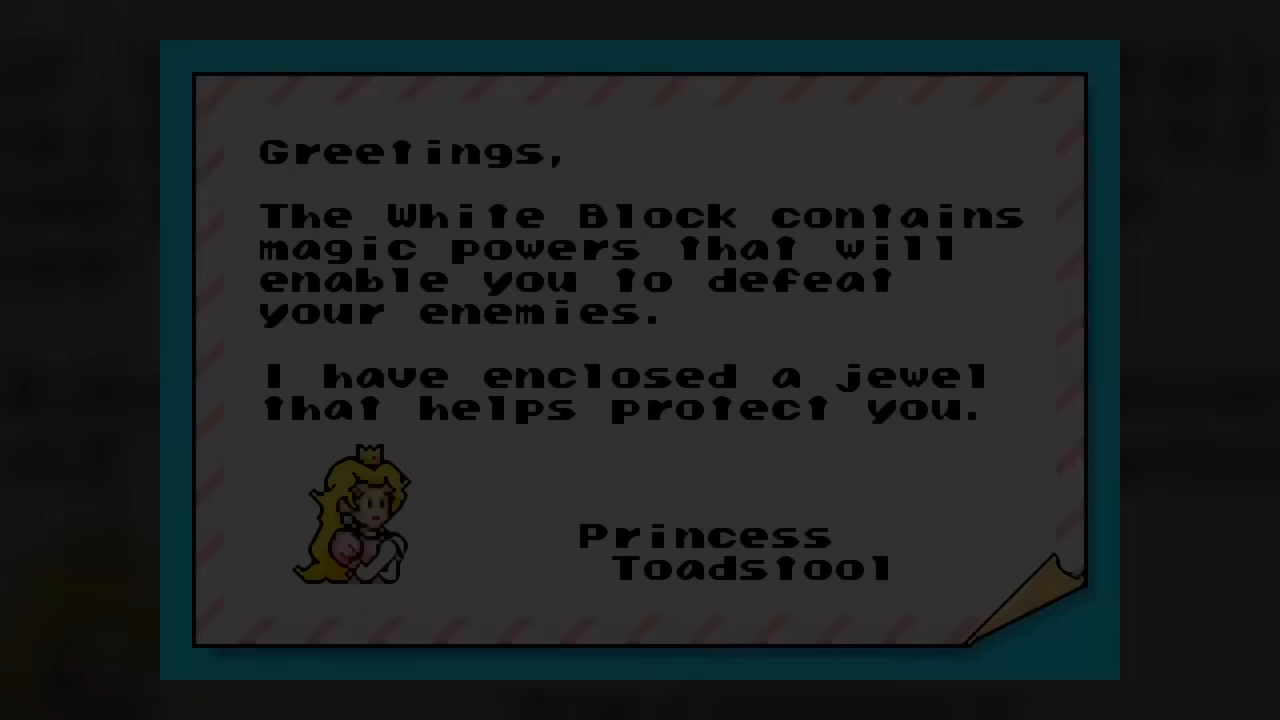 Greetings,
The White Block contains
magic powers that will
enable you to defeat
your enemies.
I have enclosed a jewel
that helps protect you.
Princess
Toadstool